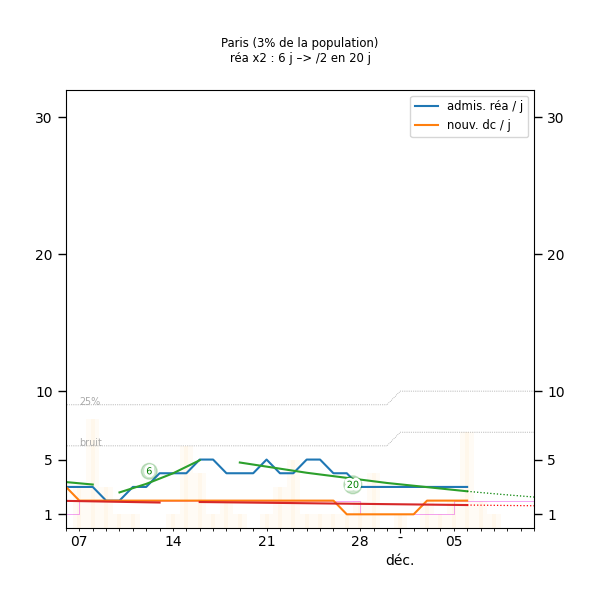 Paris (3% de la population)
réa x2 : 6 j –> /2 en 20 j
admis. réa / j
nouv. dc / j
30 30
20 20
10 10
25%
bruit
5 5
6
20
1 1
07 14 21 28 - 05
déc.